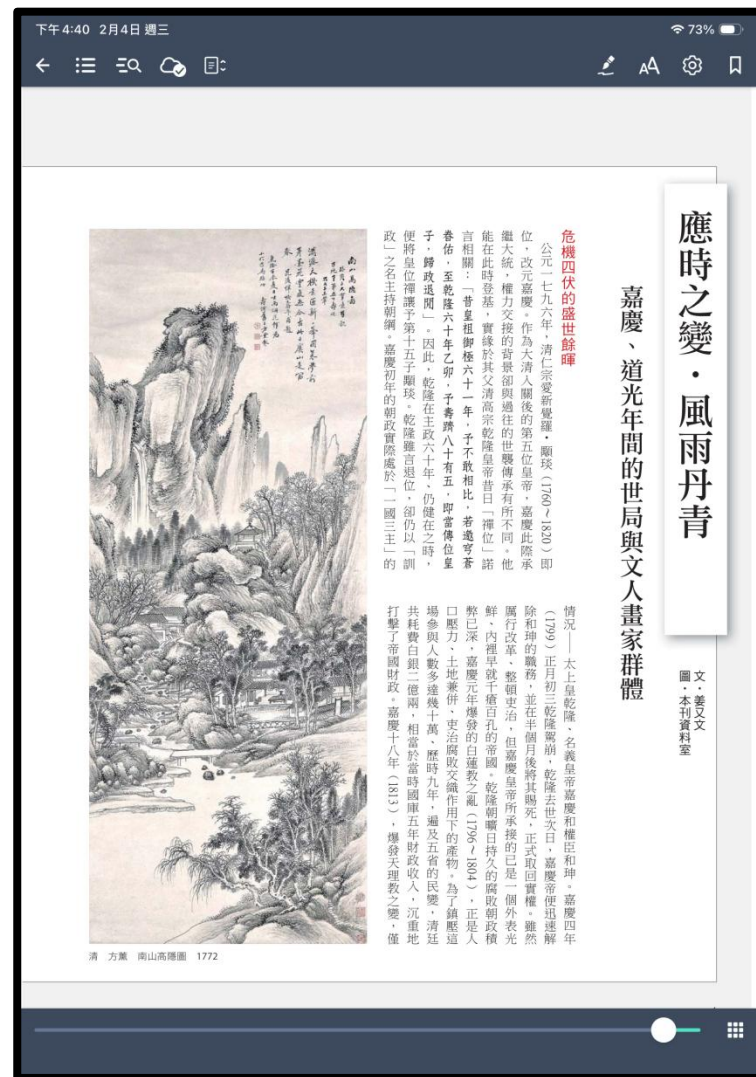 下午4:40 2月4日 週三
73%
AA
應時之變・風雨丹青
嘉慶、道光年間的世局與文人畫家群體
文・姜又文
圖・本刊資料室
危機四伏的盛世餘暉
公元一七九六年,清仁宗愛新覺羅・顒琰(1760~1820)即
位,改元嘉慶。作為大清入關後的第五位皇帝,嘉慶此際承
繼大統,權力交接的背景卻與過往的世襲傳承有所不同。他
能在此時登基,實緣於其父清高宗乾隆皇帝昔日「禪位」諾
言相關:「昔皇祖御極六十一年,予不敢相比,若邀穹蒼
眷佑,至乾隆六十年乙卯,予壽躋八十有五,即當傳位皇
子,歸政退閒」。因此,乾隆在主政六十年、仍健在之時,
便將皇位禪讓予第十五子顒琰。乾隆雖言退位,卻仍以「訓
政」之名主持朝綱。嘉慶初年的朝政實際處於「一國三主」的
情況——太上皇乾隆、名義皇帝嘉慶和權臣和珅。嘉慶四年
(1799)正月初三乾隆駕崩,乾隆去世次日,嘉慶帝便迅速解
除和珅的職務,並在半個月後將其賜死,正式取回實權。雖然
厲行改革、整頓吏治,但嘉慶皇帝所承接的已是一個外表光
鮮、內裡早就千瘡百孔的帝國。乾隆朝曠日持久的腐敗朝政積
弊已深,嘉慶元年爆發的白蓮教之亂(1796~1804),正是人
口壓力、土地兼併、吏治腐敗交織作用下的產物。為了鎮壓這
場參與人數多達幾十萬、歷時九年,遍及五省的民變,清廷
共耗費白銀二億兩,相當於當時國庫五年財政收入,沉重地
打擊了帝國財政。嘉慶十八年(1813),爆發天理教之變,僅
南山高隱圖
清 方薰 南山高隱圖 1772